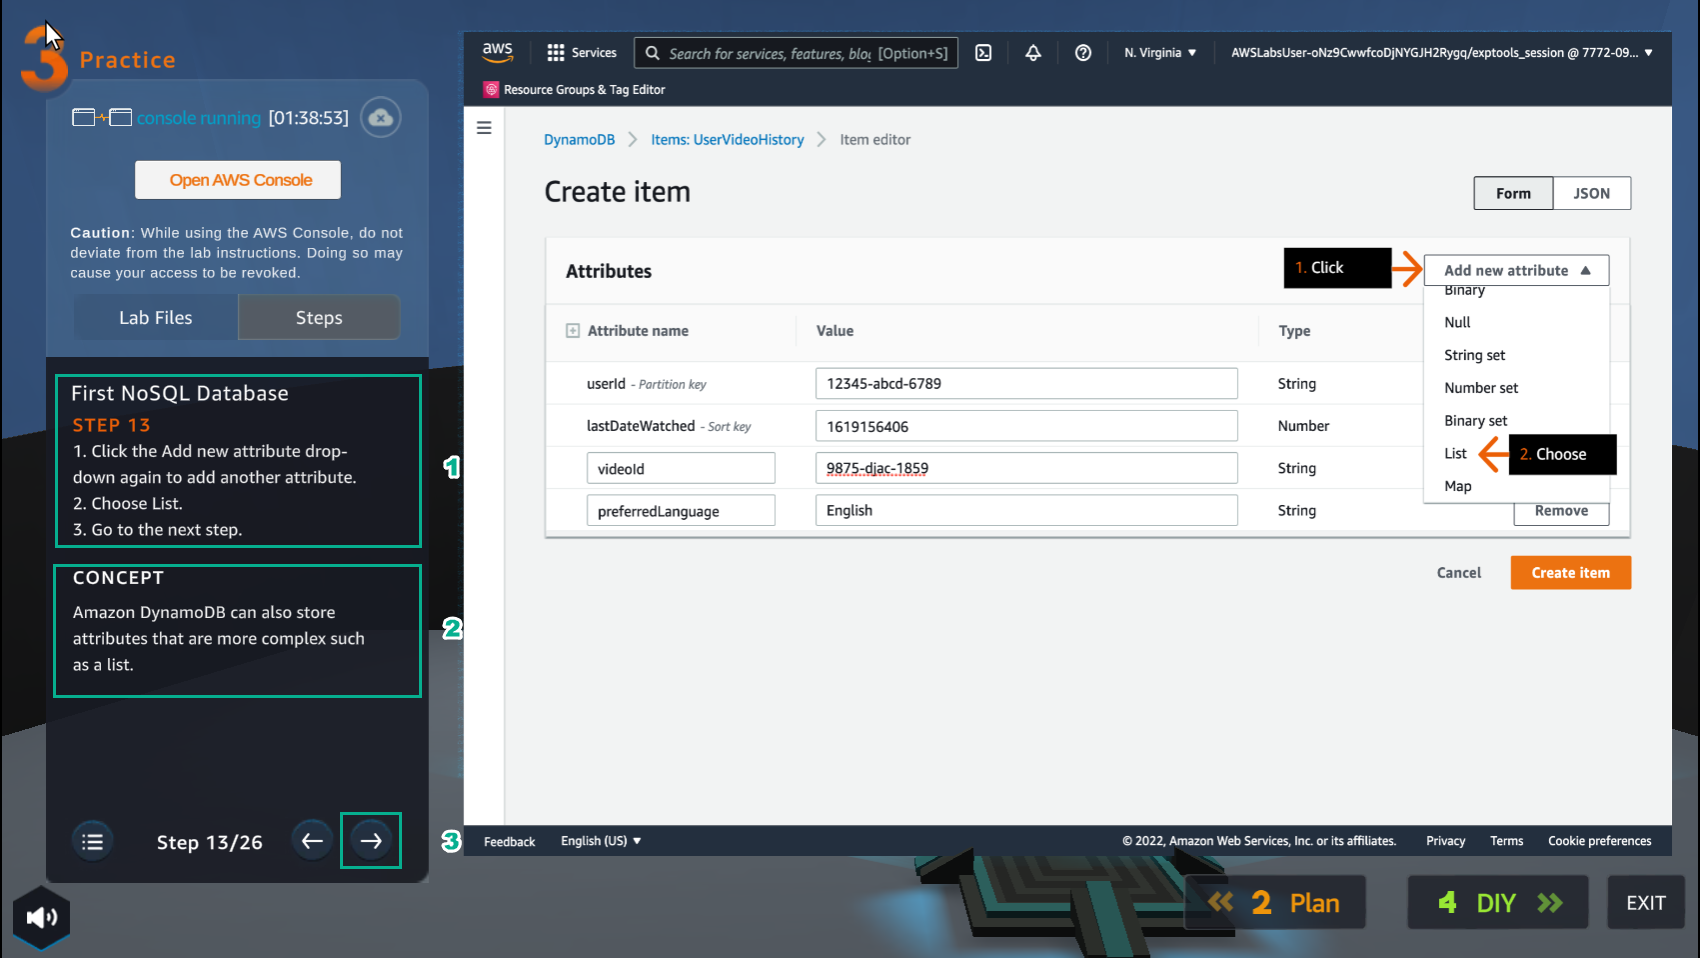 3 Practice
console running [01:38:53]
Open AWS Console
Caution: While using the AWS Console, do not
deviate from the lab instructions. Doing so may
cause your access to be revoked.
Lab Files
Steps
First NoSQL Database
STEP 13
1. Click the Add new attribute drop-
down again to add another attribute.
2. Choose List.
3. Go to the next step.
1
CONCEPT
Amazon DynamoDB can also store
attributes that are more complex such
as a list.
2
Step 13/26
3
aws
Services
Search for services, features, blog [Option+S]
N. Virginia
AWSLabsUser-oNz9CwwfcoDjNYGJH2Rygq/exptools_session @ 7772-09...
Resource Groups & Tag Editor
DynamoDB
Items: UserVideoHistory
Item editor
Create item
Form
JSON
Attributes
1. Click
Add new attribute
Binary
Null
String set
Number set
Binary set
List
2. Choose
Map
Attribute name
Value
Type
userId - Partition key
12345-abcd-6789
String
lastDateWatched - Sort key
1619156406
Number
videoId
9875-djac-1859
String
preferredLanguage
English
String
Remove
Cancel
Create item
Feedback
English (US)
© 2022, Amazon Web Services, Inc. or its affiliates.
Privacy
Terms
Cookie preferences
2 Plan
4 DIY
EXIT